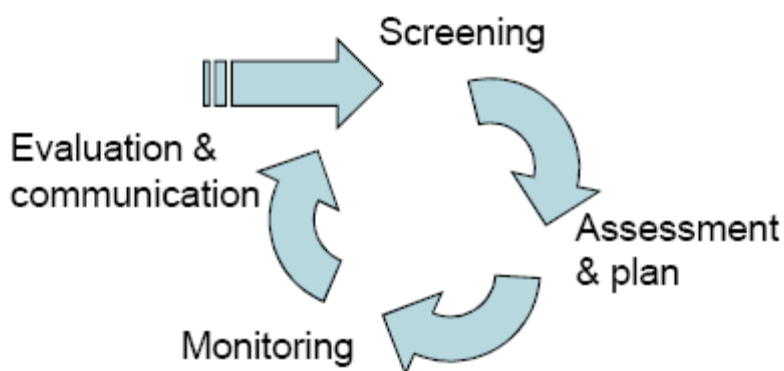 Screening
Assessment
& plan
Monitoring
Evaluation &
communication